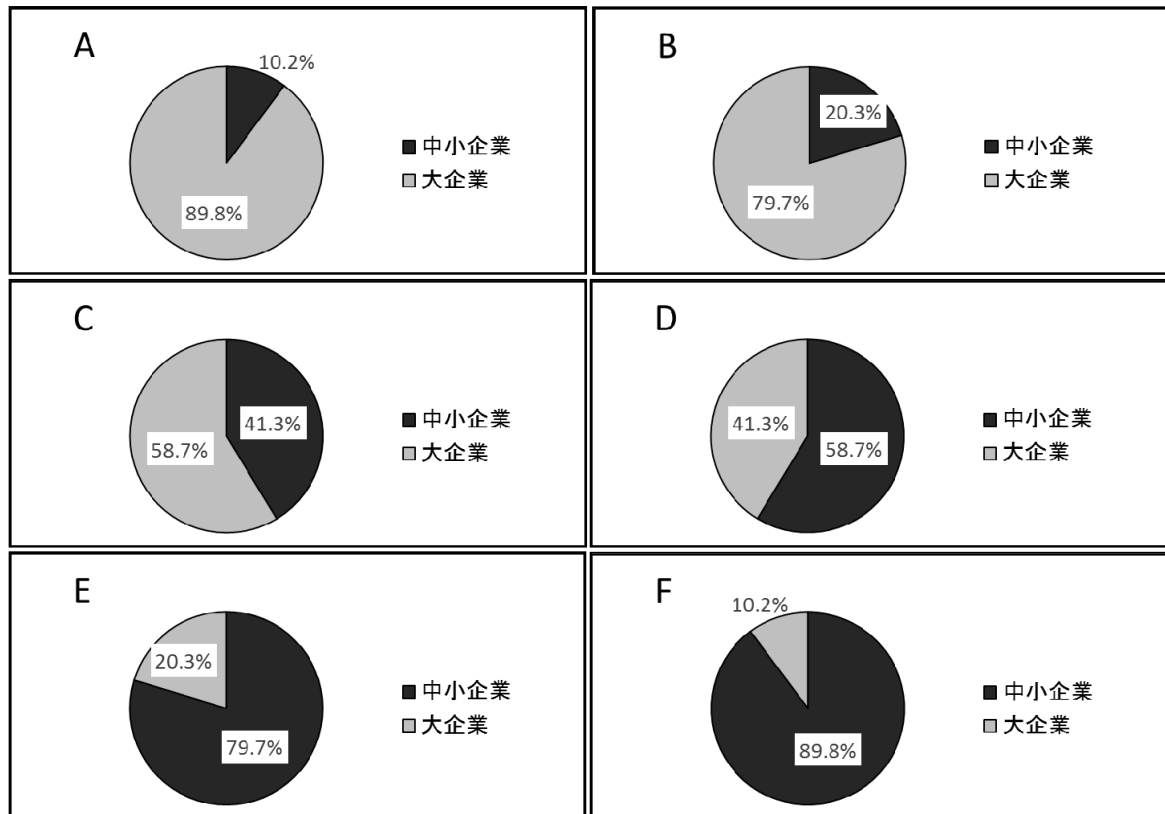 A
10.2%
89.8%
中小企業
大企業
B
20.3%
79.7%
中小企業
大企業
C
41.3%
58.7%
中小企業
大企業
D
41.3%
58.7%
中小企業
大企業
E
20.3%
79.7%
中小企業
大企業
F
10.2%
89.8%
中小企業
大企業